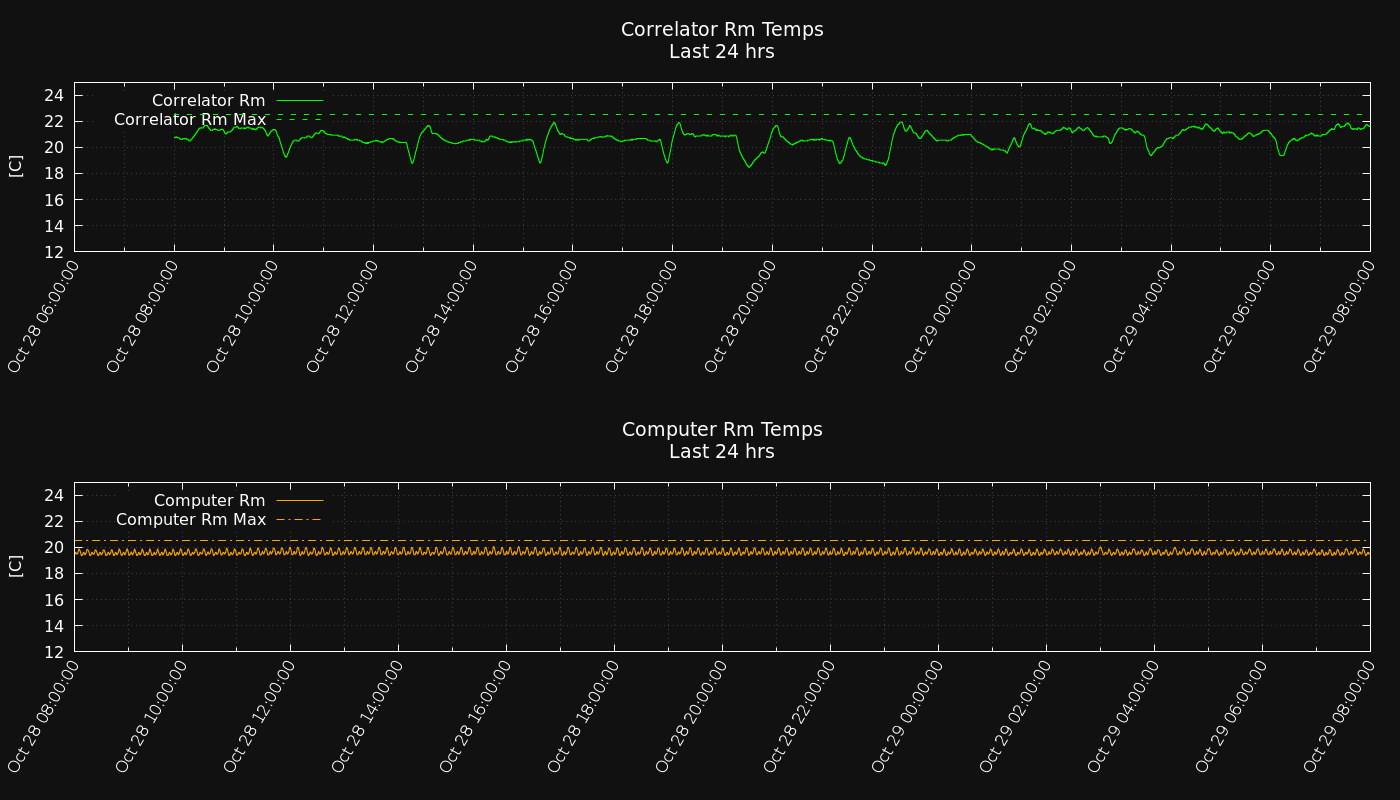 Correlator Rm Temps
Last 24 hrs
Correlator Rm
Correlator Rm Max
[C]
24
22
20
18
16
14
12
Oct 28 06:00:00
Oct 28 08:00:00
Oct 28 10:00:00
Oct 28 12:00:00
Oct 28 14:00:00
Oct 28 16:00:00
Oct 28 18:00:00
Oct 28 20:00:00
Oct 28 22:00:00
Oct 29 00:00:00
Oct 29 02:00:00
Oct 29 04:00:00
Oct 29 06:00:00
Oct 29 08:00:00
Computer Rm Temps
Last 24 hrs
Computer Rm
Computer Rm Max
[C]
24
22
20
18
16
14
12
Oct 28 08:00:00
Oct 28 10:00:00
Oct 28 12:00:00
Oct 28 14:00:00
Oct 28 16:00:00
Oct 28 18:00:00
Oct 28 20:00:00
Oct 28 22:00:00
Oct 29 00:00:00
Oct 29 02:00:00
Oct 29 04:00:00
Oct 29 06:00:00
Oct 29 08:00:00